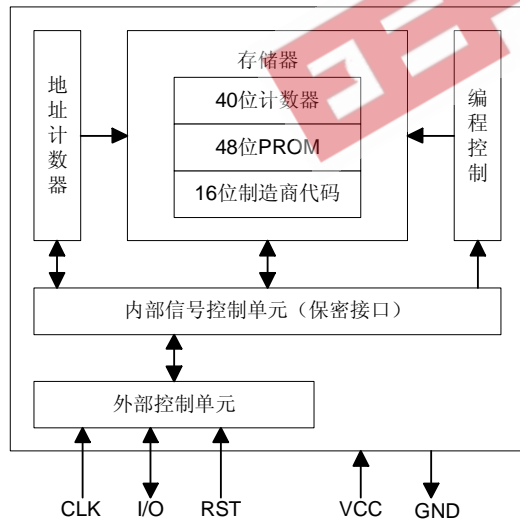 存储器
地址计数器
40位计数器
48位PROM
16位制造商代码
编程控制
内部信号控制单元（保密接口）
外部控制单元
CLK
I/O
RST
VCC
GND